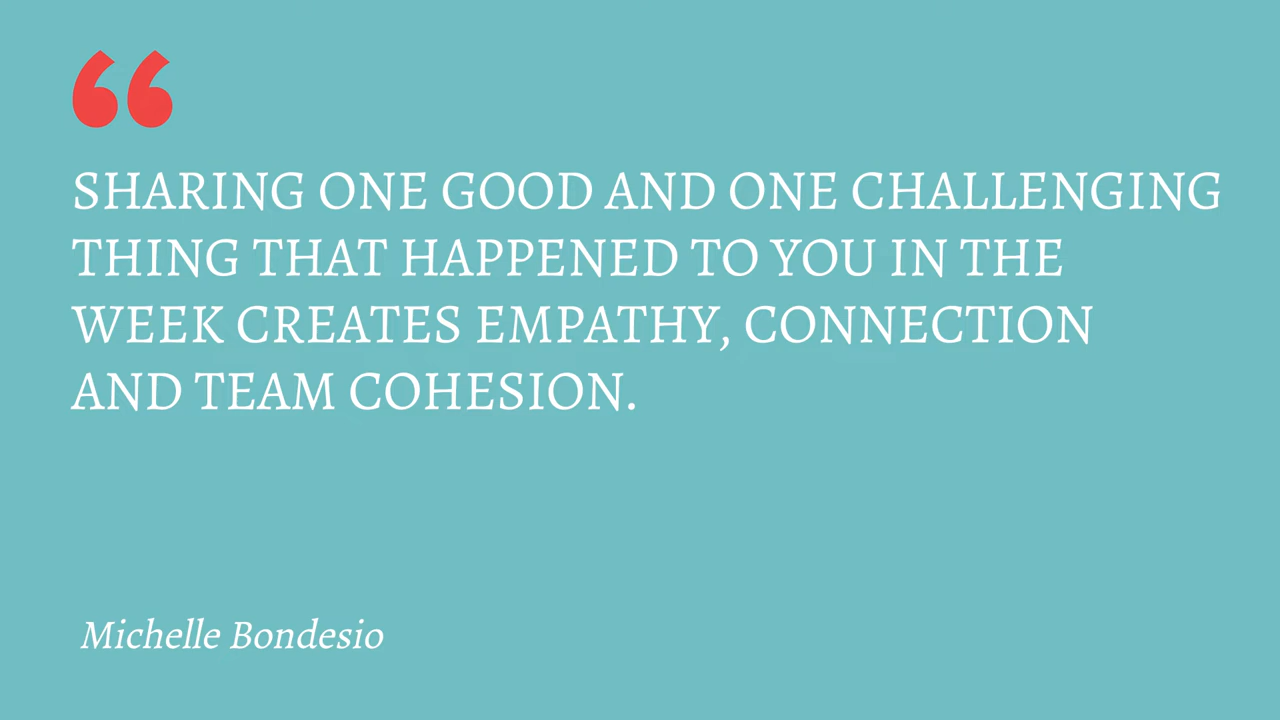 “
SHARING ONE GOOD AND ONE CHALLENGING
THING THAT HAPPENED TO YOU IN THE
WEEK CREATES EMPATHY, CONNECTION
AND TEAM COHESION.
Michelle Bondesio